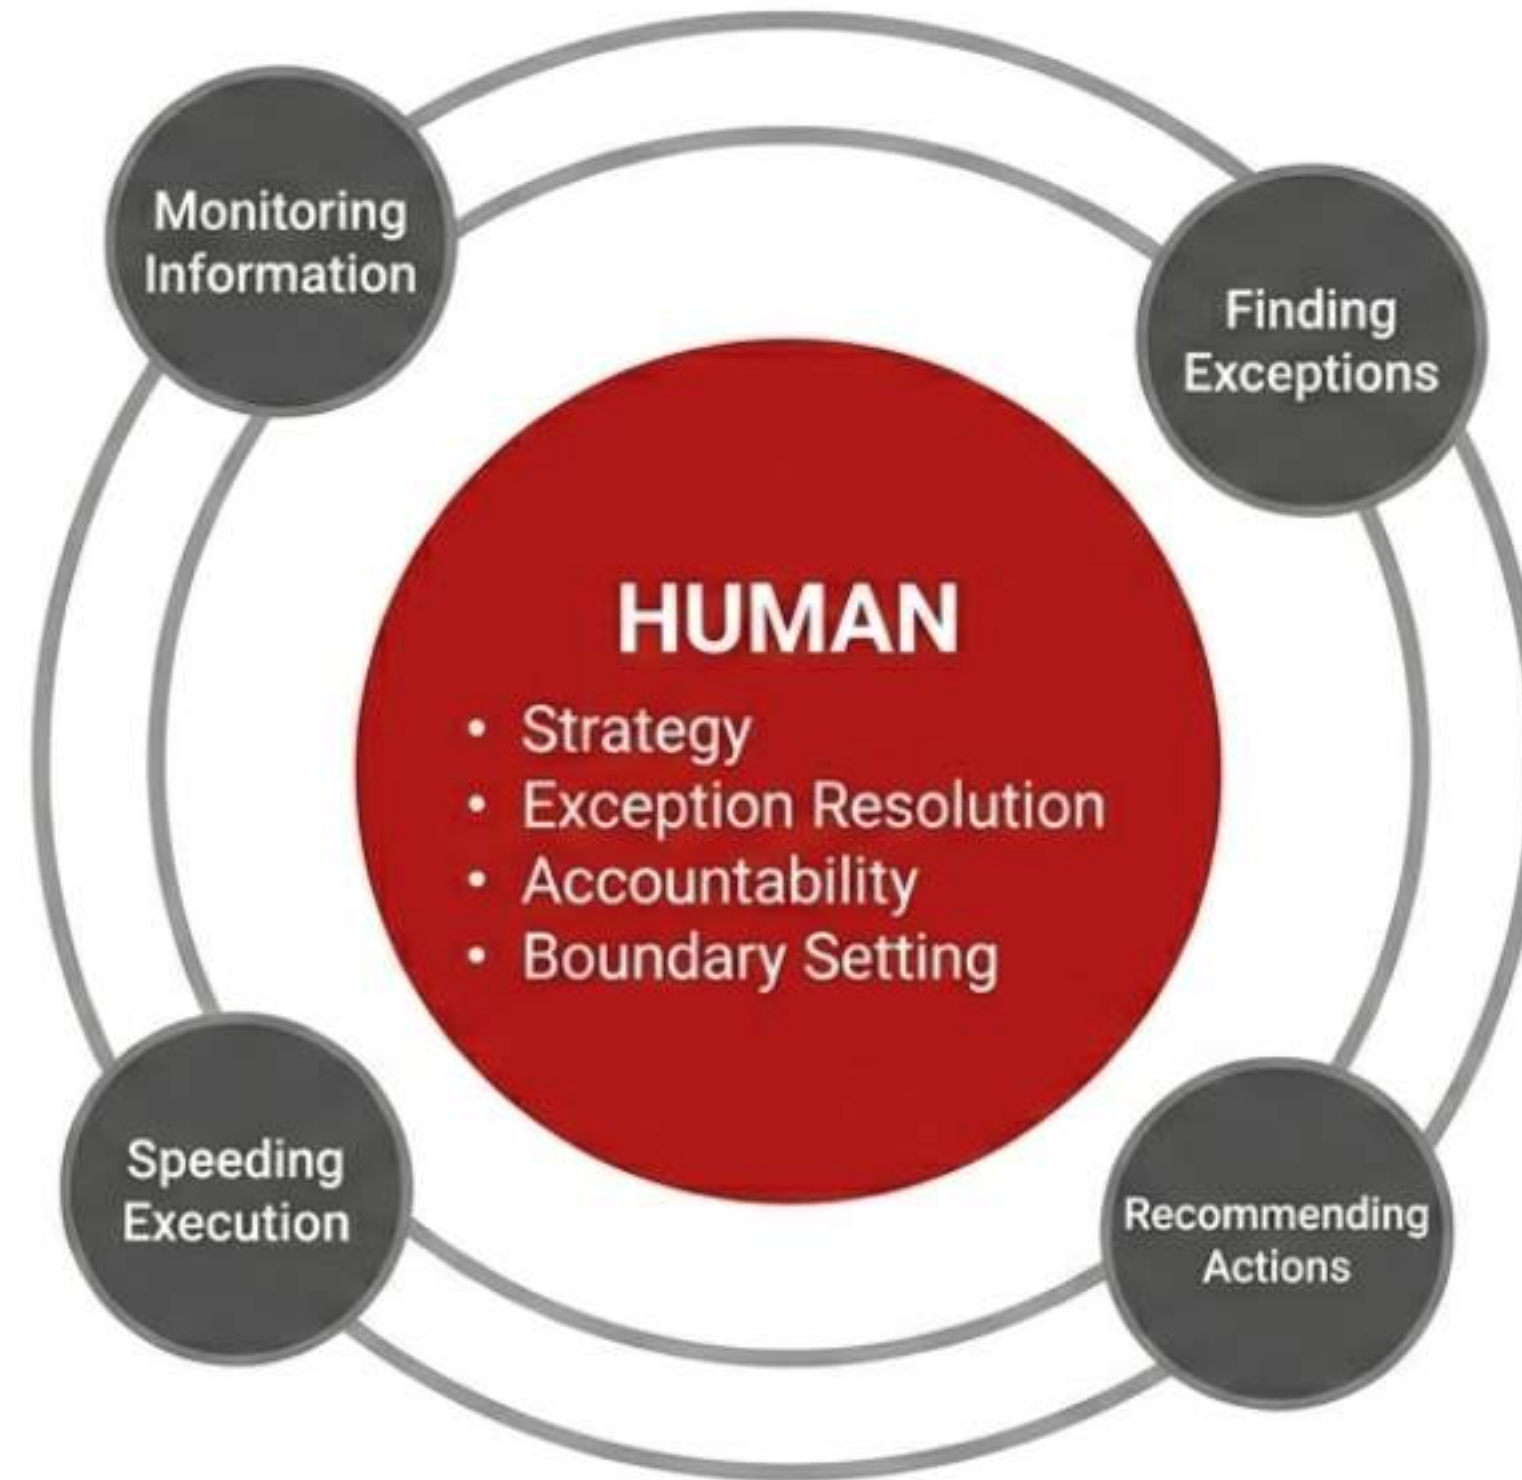 Monitoring
Information
Finding
Exceptions
HUMAN
• Strategy
• Exception Resolution
• Accountability
• Boundary Setting
Speeding
Execution
Recommending
Actions